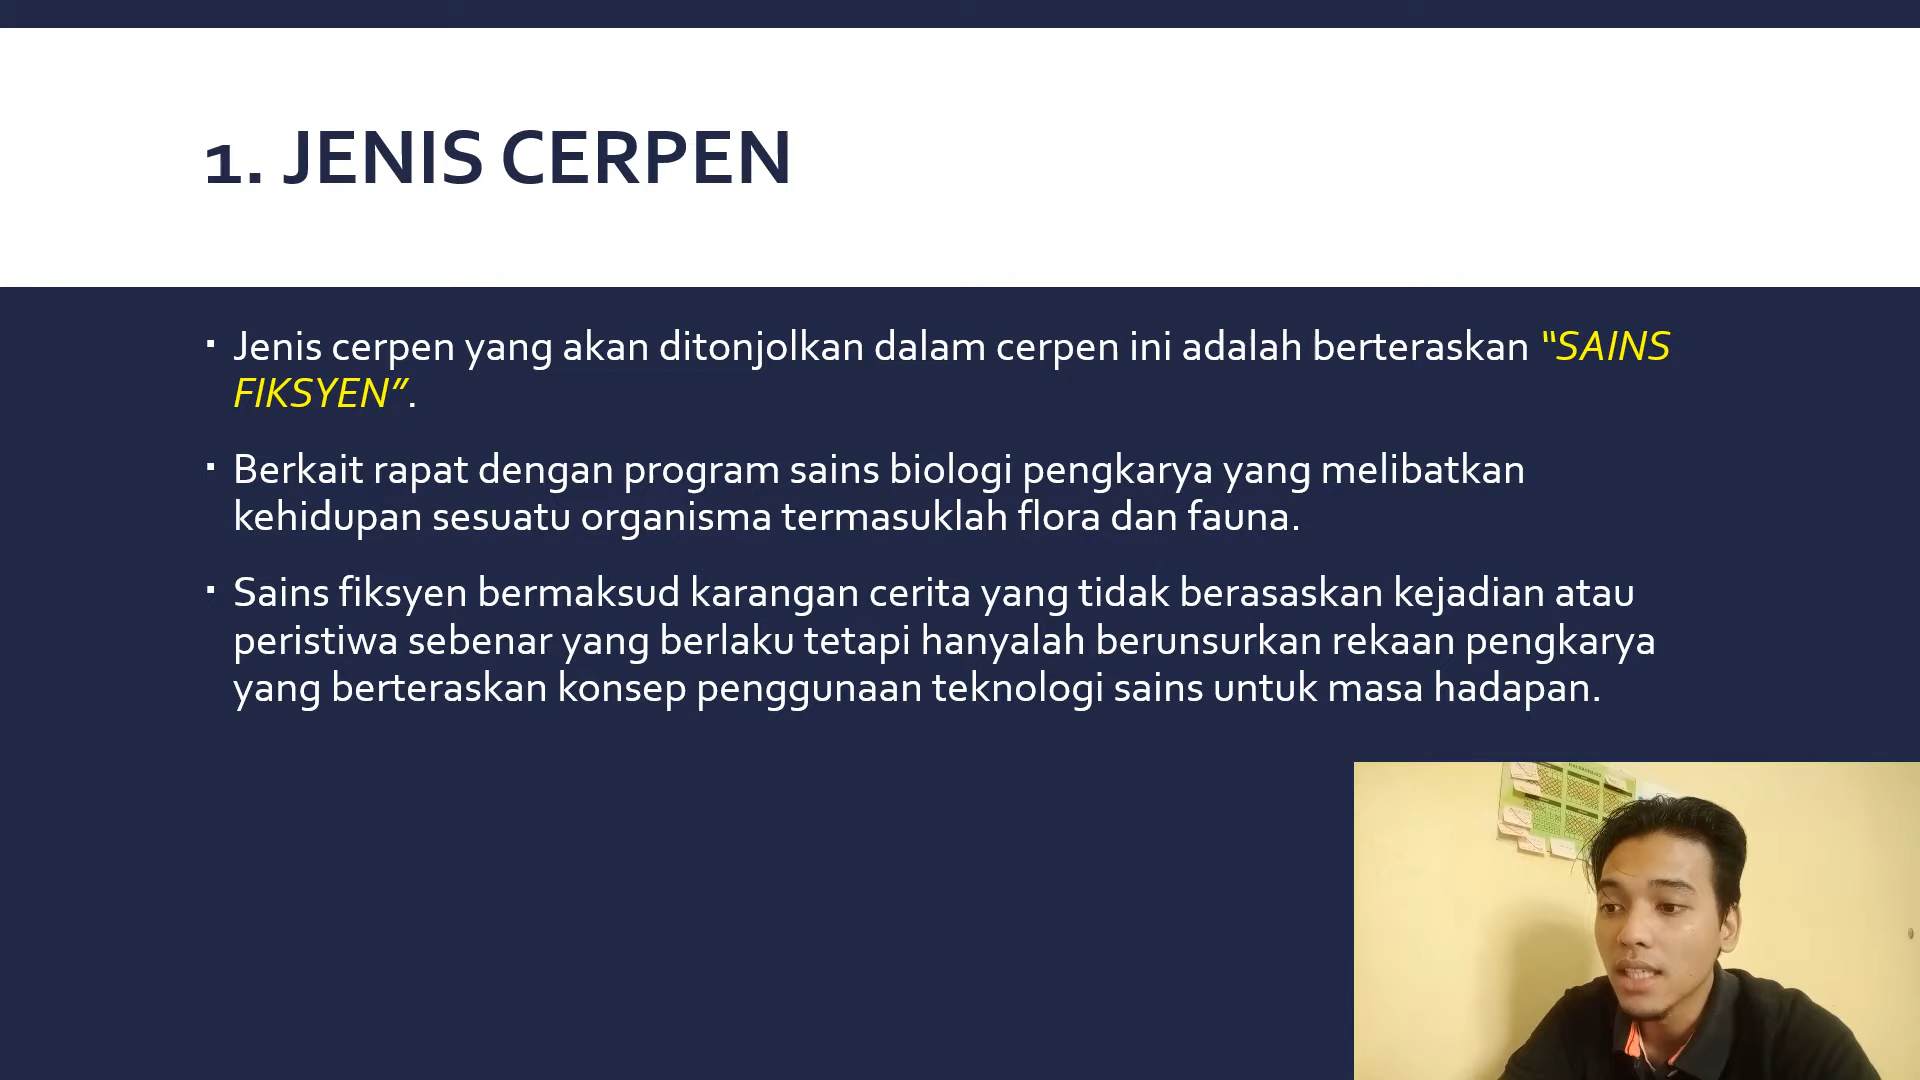 1. JENIS CERPEN
▪ Jenis cerpen yang akan ditonjolkan dalam cerpen ini adalah berteraskan “SAINS
FIKSYEN”.
▪ Berkait rapat dengan program sains biologi pengkarya yang melibatkan
kehidupan sesuatu organisma termasuklah flora dan fauna.
▪ Sains fiksyen bermaksud karangan cerita yang tidak berasaskan kejadian atau
peristiwa sebenar yang berlaku tetapi hanyalah berunsurkan rekaan pengkarya
yang berteraskan konsep penggunaan teknologi sains untuk masa hadapan.